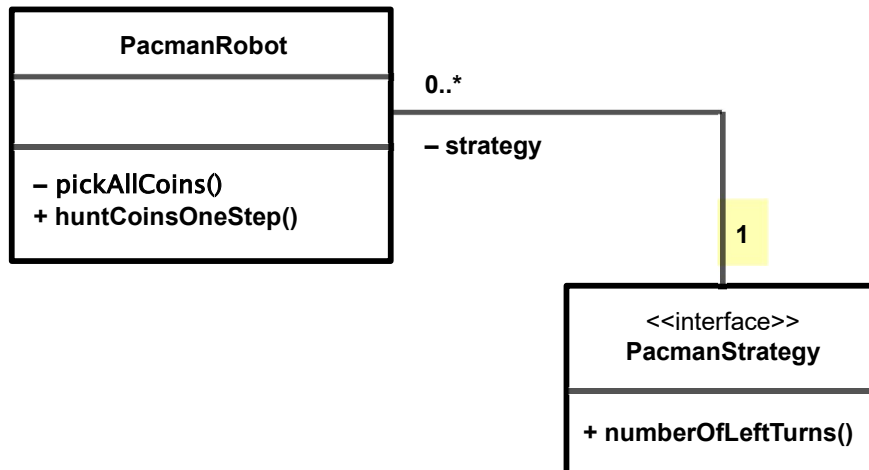 PacmanRobot
0..*
– strategy
– pickAllCoins()
+ huntCoinsOneStep()
1
<<interface>>
PacmanStrategy
+ numberOfLeftTurns()